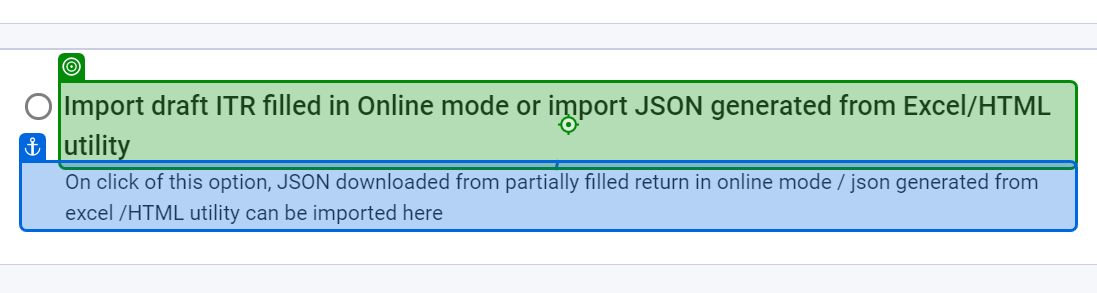 Import draft ITR filled in Online mode or import JSON generated from Excel/HTML
utility
On click of this option, JSON downloaded from partially filled return in online mode / json generated from
excel /HTML utility can be imported here